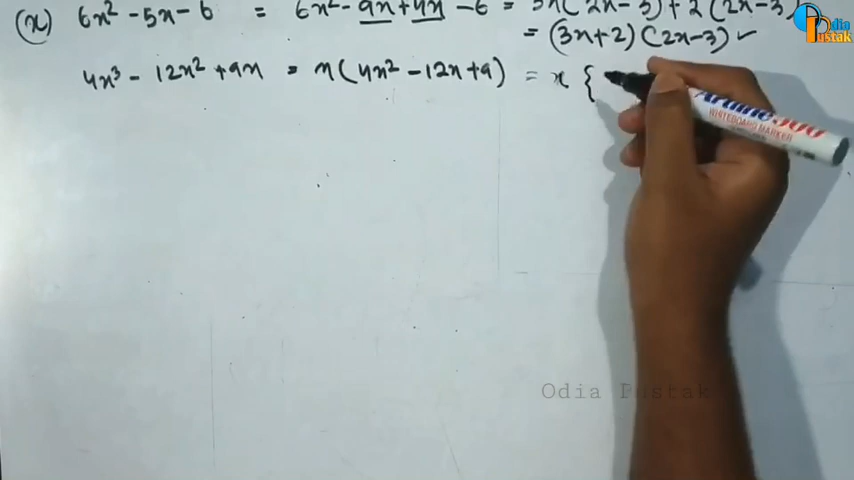 (x) 6x² - 5x - 6 = 6x² - 9x + 4x - 6 = 3x(2x-3) + 2(2x-3)
= (3x+2)(2x-3) ✓
4x³ - 12x² + 9x = x(4x² - 12x + 9) = x {
Odia Pustak
Artline 500
WHITEBOARD MARKER
Odia Pustak